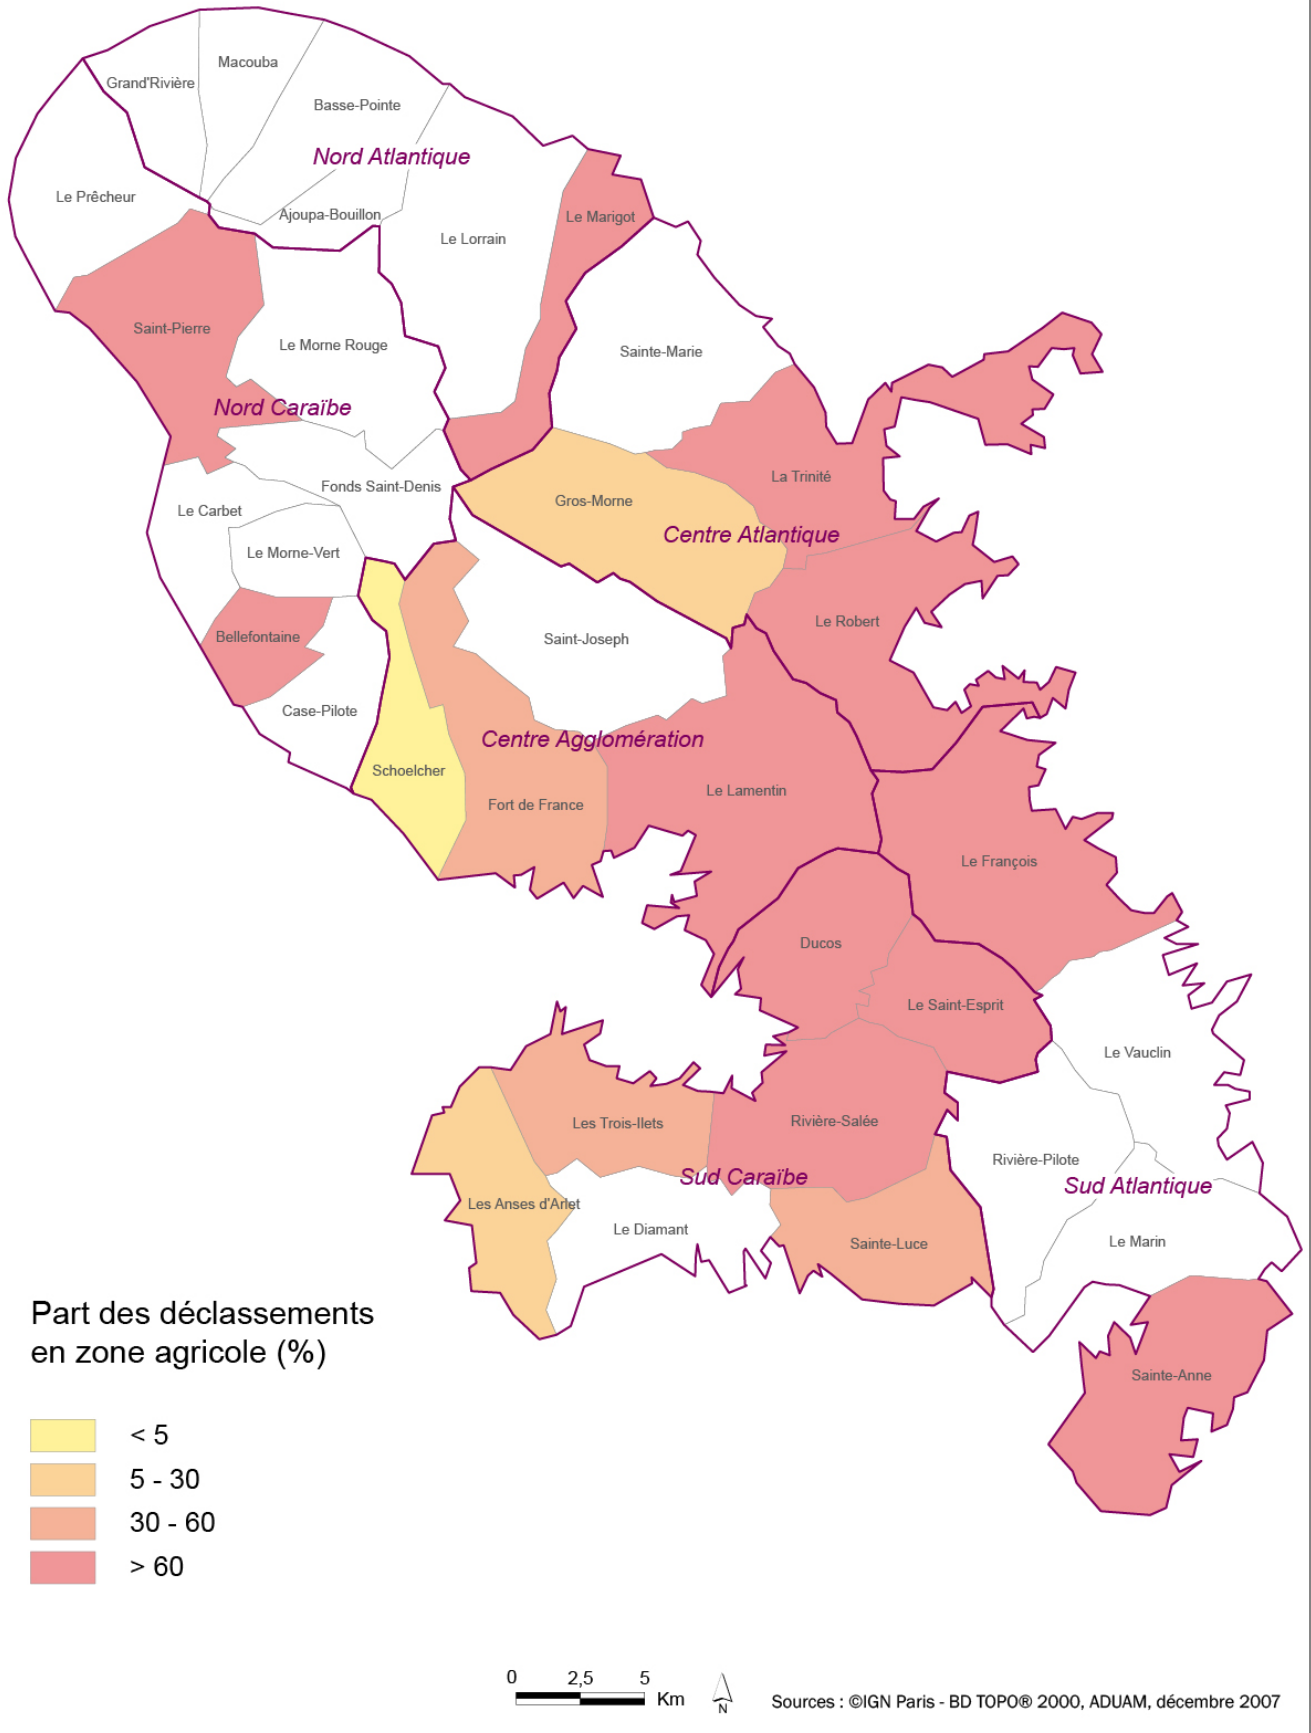 Macouba
Grand'Rivière
Basse-Pointe
Nord Atlantique
Le Prêcheur
Ajoupa-Bouillon
Le Marigot
Le Lorrain
Saint-Pierre
Le Morne Rouge
Sainte-Marie
Nord Caraïbe
La Trinité
Fonds Saint-Denis
Gros-Morne
Le Carbet
Centre Atlantique
Le Morne-Vert
Le Robert
Bellefontaine
Saint-Joseph
Case-Pilote
Centre Agglomération
Schoelcher
Le Lamentin
Fort de France
Le François
Ducos
Le Saint-Esprit
Le Vauclin
Les Trois-Ilets
Rivière-Salée
Rivière-Pilote
Sud Caraïbe
Sud Atlantique
Les Anses d'Arlet
Le Diamant
Sainte-Luce
Le Marin
Sainte-Anne
Part des déclassements
en zone agricole (%)
< 5
5 - 30
30 - 60
> 60
0 2,5 5
Km
N
Sources : ©IGN Paris - BD TOPO® 2000, ADUAM, décembre 2007